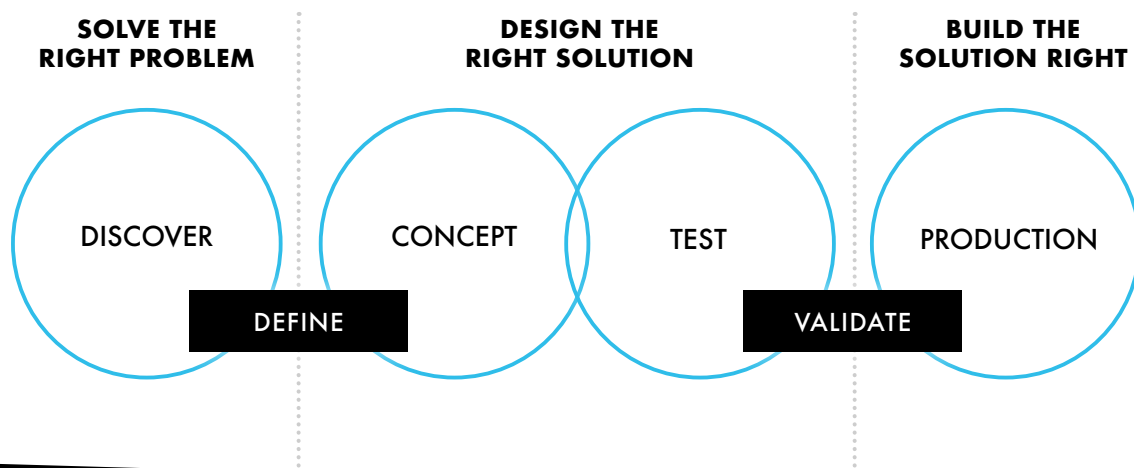 SOLVE THE
RIGHT PROBLEM
DESIGN THE
RIGHT SOLUTION
BUILD THE
SOLUTION RIGHT
DISCOVER
CONCEPT
TEST
PRODUCTION
DEFINE
VALIDATE